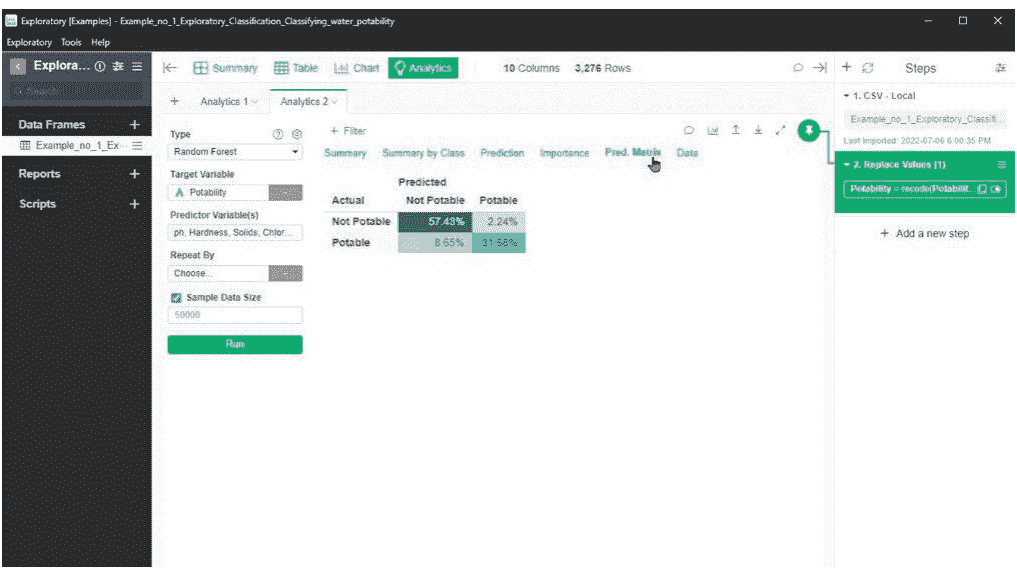 Exploratory [Examples] - Example_no_1_Exploratory_Classification_Classifying_water_potability
Exploratory Tools Help
Explora...
Summary Table Chart Analytics 10 Columns 3,276 Rows
Steps
Search
Data Frames +
Example_no_1_Ex...
Reports +
Scripts +
+ Analytics 1 Analytics 2
Type
Random Forest
Target Variable
A Potability
Predictor Variable(s)
ph, Hardness, Solids, Chlor...
Repeat By
Choose...
Sample Data Size
50000
Run
+ Filter
Summary Summary by Class Prediction Importance Pred. Matrix Data
Predicted
Actual Not Potable Potable
Not Potable 57.43% 2.24%
Potable 8.65%
1. CSV - Local
Example_no_1_Exploratory_Classifi...
Last Imported: 2022-07-06 6:00:35 PM
2. Replace Values (1)
Potability = recode(Potabilit...
+ Add a new step